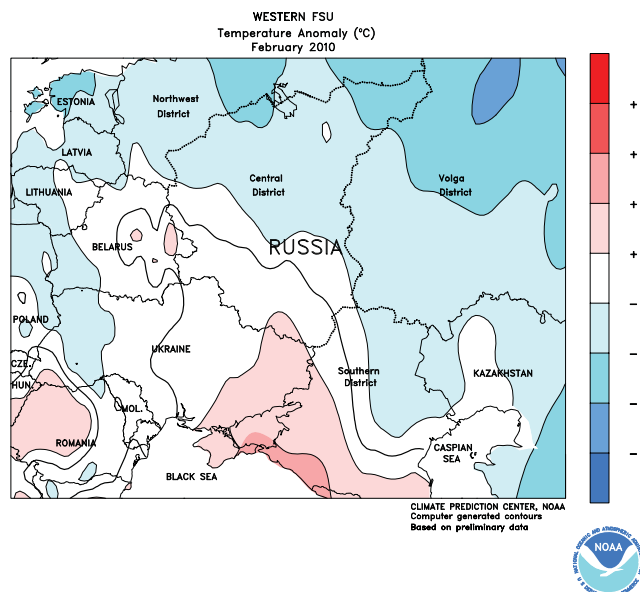 WESTERN FSU
Temperature Anomaly (°C)
February 2010
ESTONIA
Northwest
District
LATVIA
LITHUANIA
Central
District
Volga
District
BELARUS
RUSSIA
POLAND
UKRAINE
CZE.
HUN.
MOL.
Southern
District
KAZAKHSTAN
ROMANIA
CASPIAN
SEA
BLACK SEA
+
+
+
+
-
-
-
-
CLIMATE PREDICTION CENTER, NOAA
Computer generated contours
Based on preliminary data
NOAA